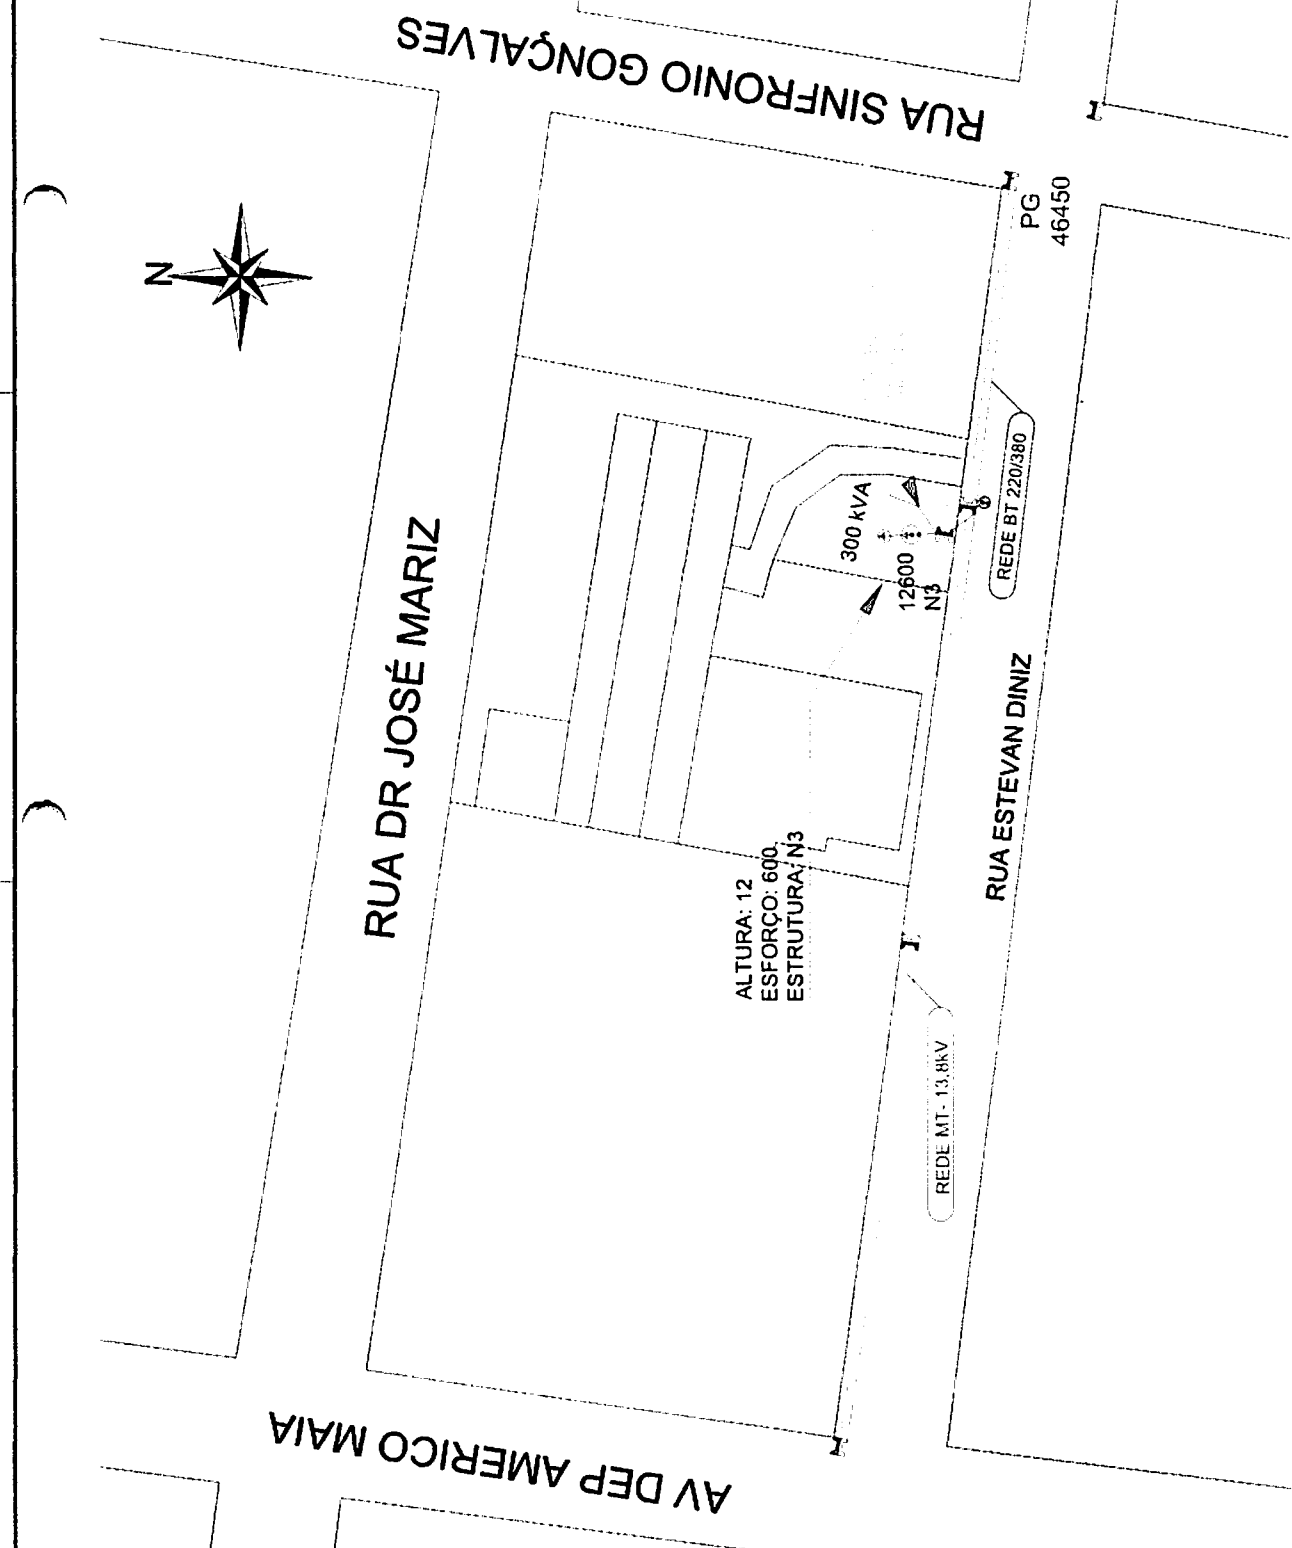 RUA SINFRONIO GONÇALVES
N
PG
46450
RUA DR JOSÉ MARIZ
300 kVA
12600
N3
REDE BT 220/380
ALTURA: 12
ESFORÇO: 600
ESTRUTURA: N3
RUA ESTEVAN DINIZ
REDE MT- 13.8kV
AV DEP AMERICO MAIA